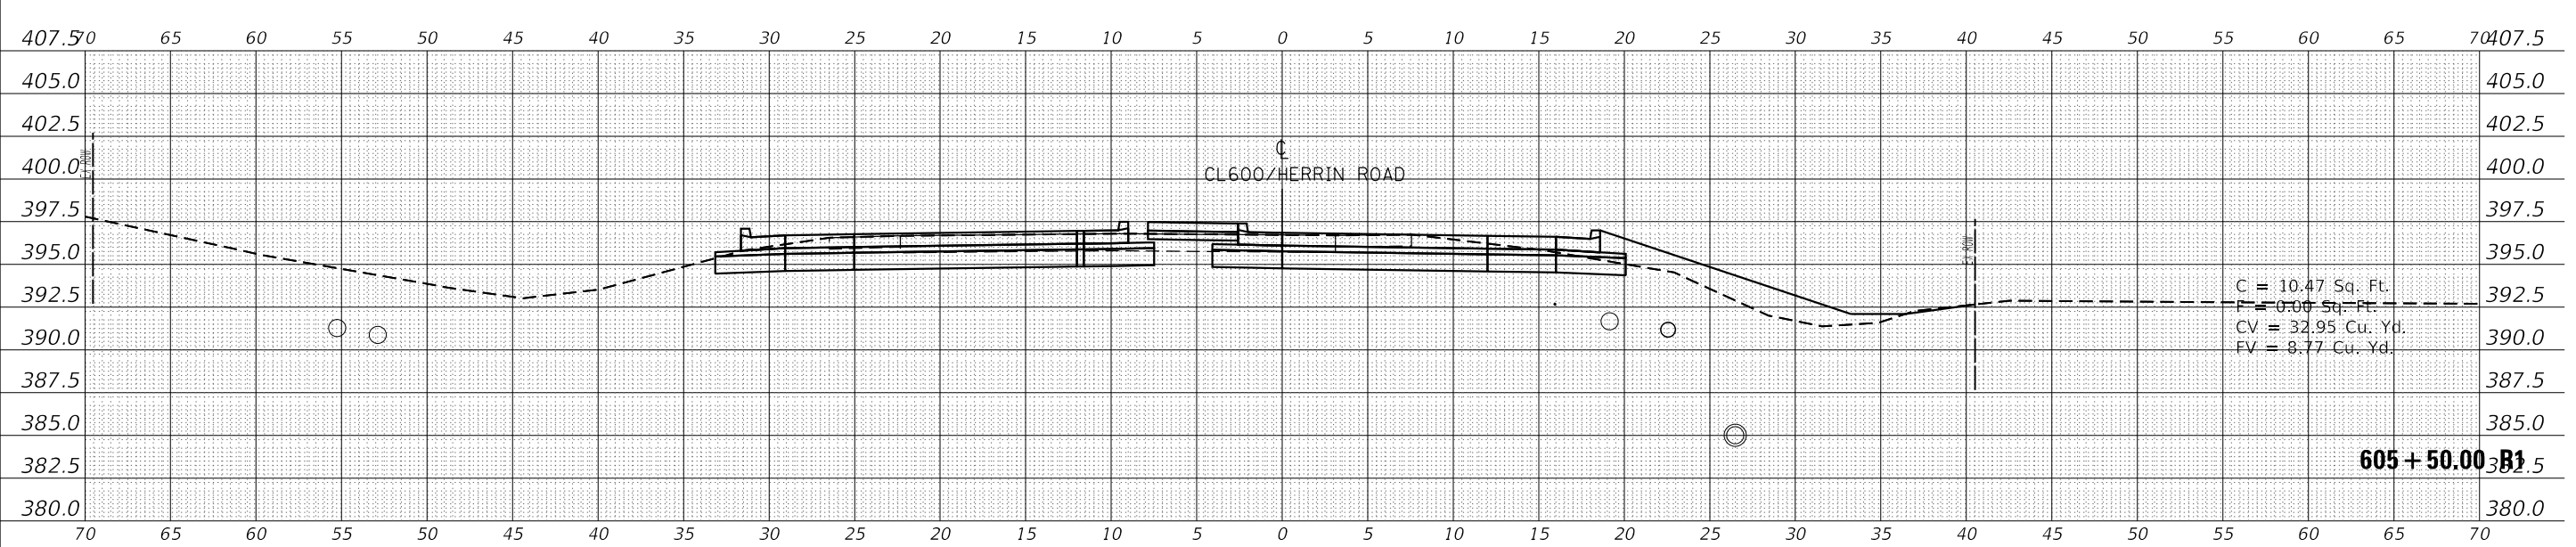 70 65 60 55 50 45 40 35 30 25 20 15 10 5 0 5 10 15 20 25 30 35 40 45 50 55 60 65 70
407.5 407.5
405.0 405.0
402.5 402.5
400.0 EX ROW ℄ 400.0
CL600/HERRIN ROAD
397.5 397.5
395.0 EX ROW 395.0
C = 10.47 Sq. Ft.
392.5 F = 0.00 Sq. Ft. 392.5
CV = 32.95 Cu. Yd.
390.0 FV = 8.77 Cu. Yd. 390.0
387.5 387.5
385.0 385.0
382.5 605+50.00 R1 382.5
380.0 380.0
70 65 60 55 50 45 40 35 30 25 20 15 10 5 0 5 10 15 20 25 30 35 40 45 50 55 60 65 70